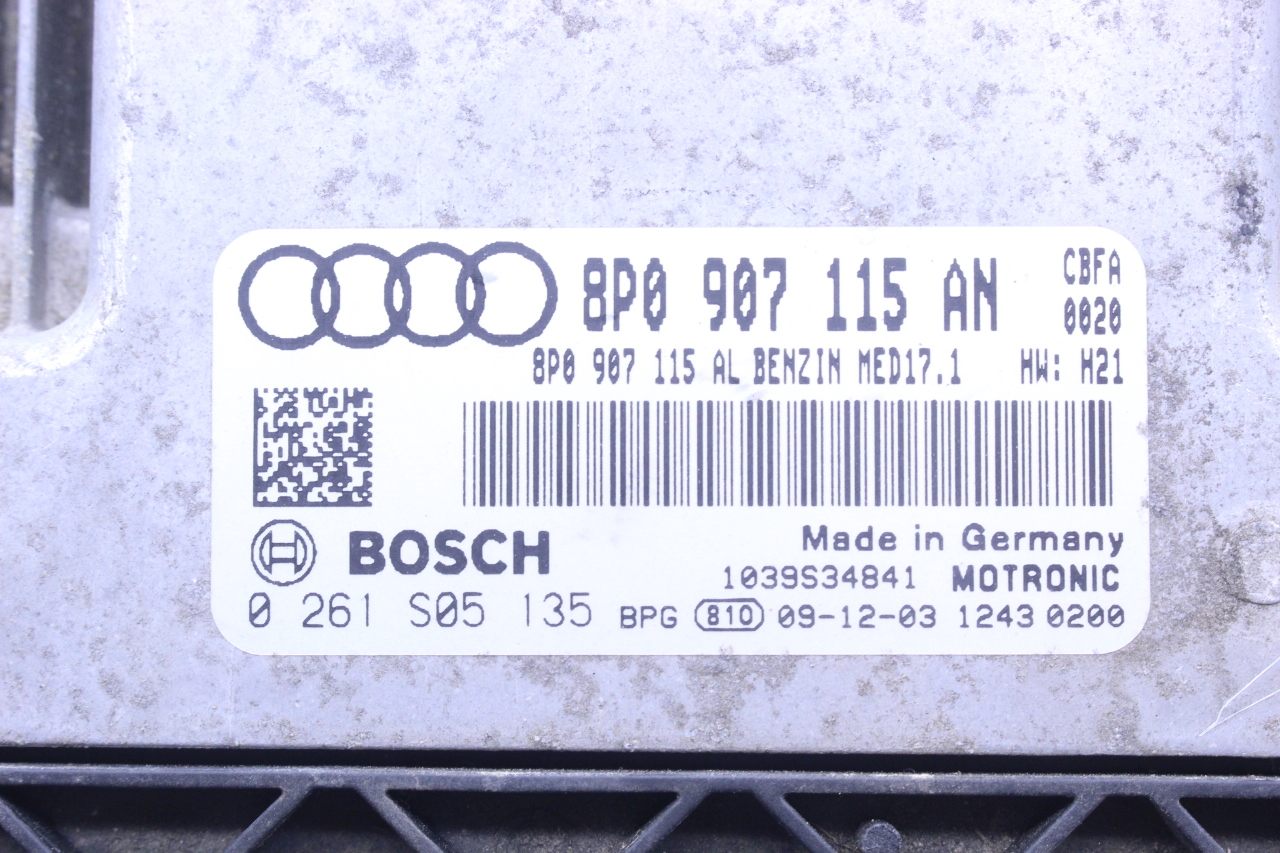 8P0 907 115 AN
CBFA
0020
8P0 907 115 AL BENZIN MED17.1 HW: H21
BOSCH
Made in Germany
1039S34841 MOTRONIC
0 261 S05 135 BPG 810 09-12-03 1243 0200